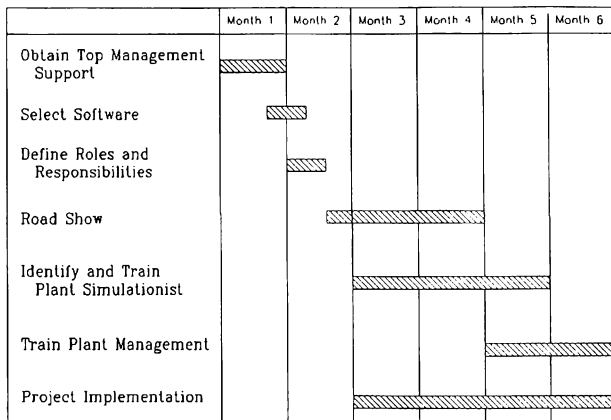 Month 1 Month 2 Month 3 Month 4 Month 5 Month 6
Obtain Top Management
Support
Select Software
Define Roles and
Responsibilities
Road Show
Identify and Train
Plant Simulationist
Train Plant Management
Project Implementation